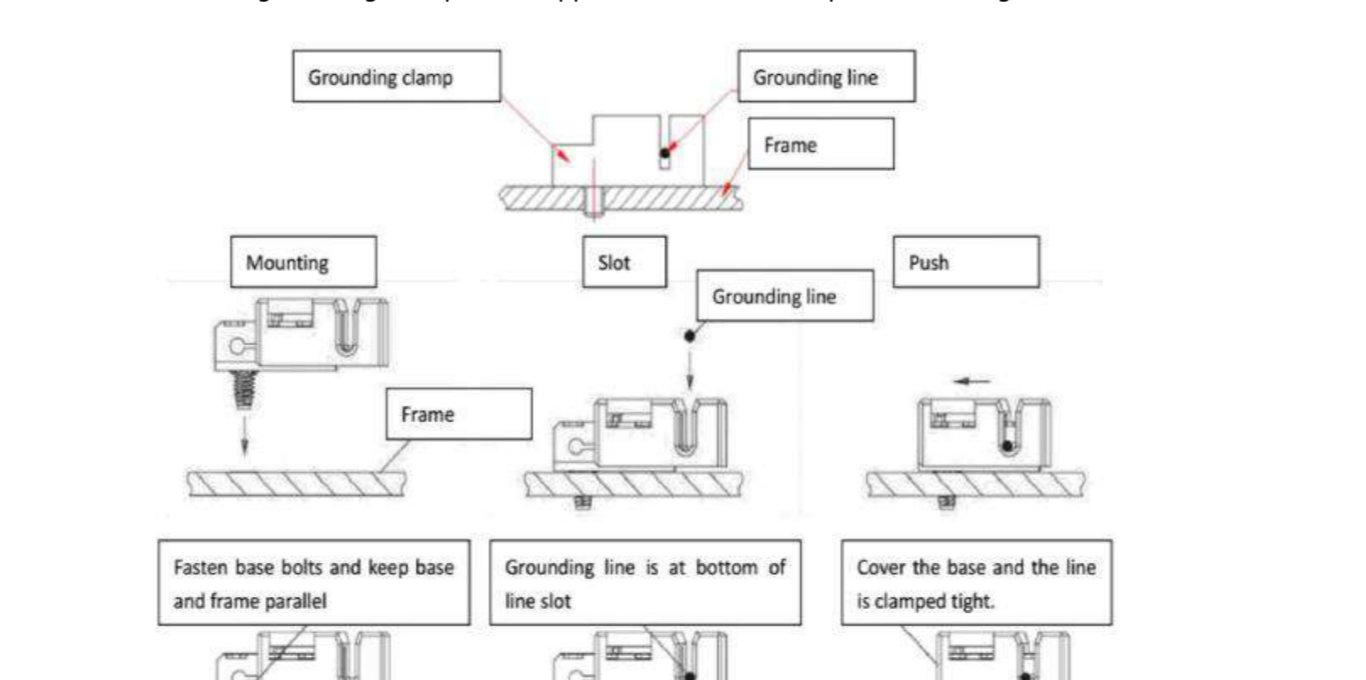 Grounding clamp
Grounding line
Frame
Mounting
Slot
Push
Grounding line
Frame
Fasten base bolts and keep base
and frame parallel
Grounding line is at bottom of
line slot
Cover the base and the line
is clamped tight.